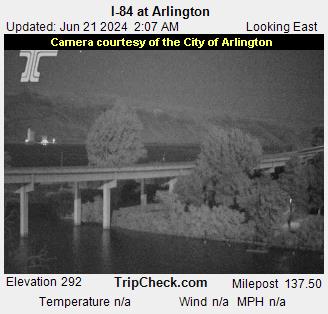 I-84 at Arlington
Updated: Jun 21 2024 2:07 AM Looking East
Camera courtesy of the City of Arlington
Elevation 292 TripCheck.com Milepost 137.50
Temperature n/a Wind n/a MPH n/a